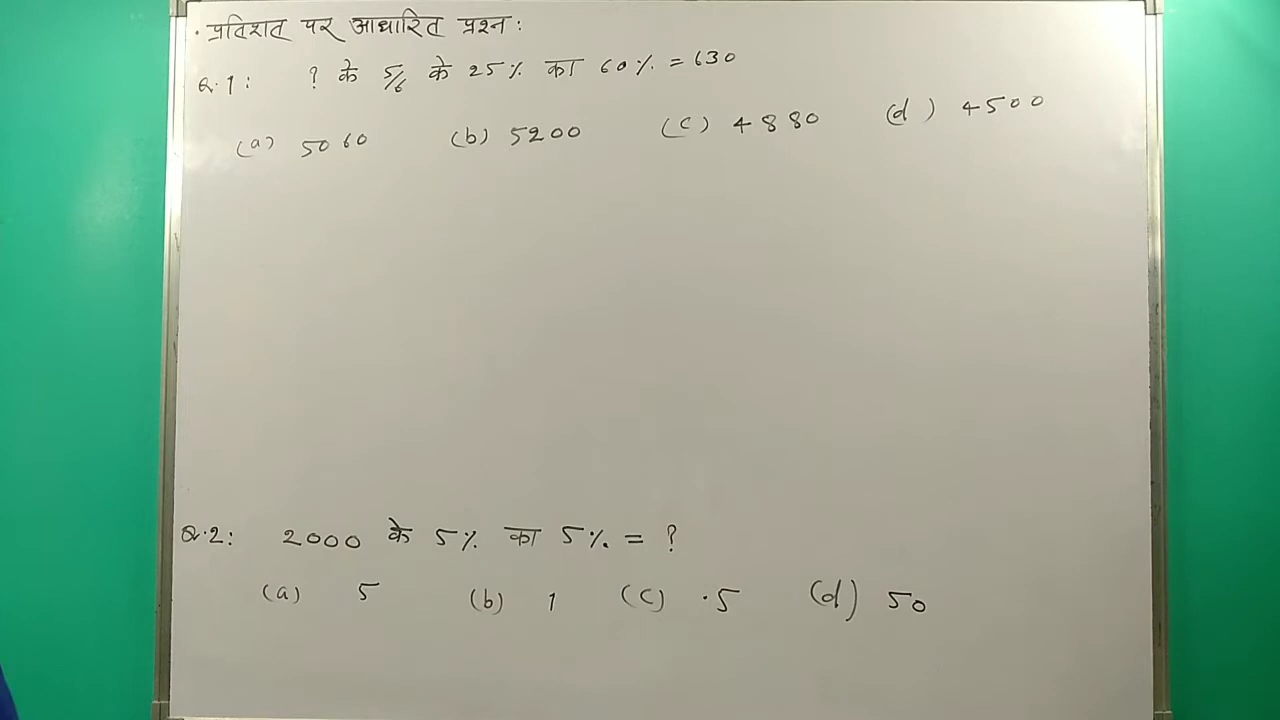 • प्रतिशत पर आधारित प्रश्न :
Q.1 : ? के 5/6 के 25% का 60% = 630
(a) 5060 (b) 5200 (c) 4880 (d) 4500
Q.2 : 2000 के 5% का 5% = ?
(a) 5 (b) 1 (c) .5 (d) 50